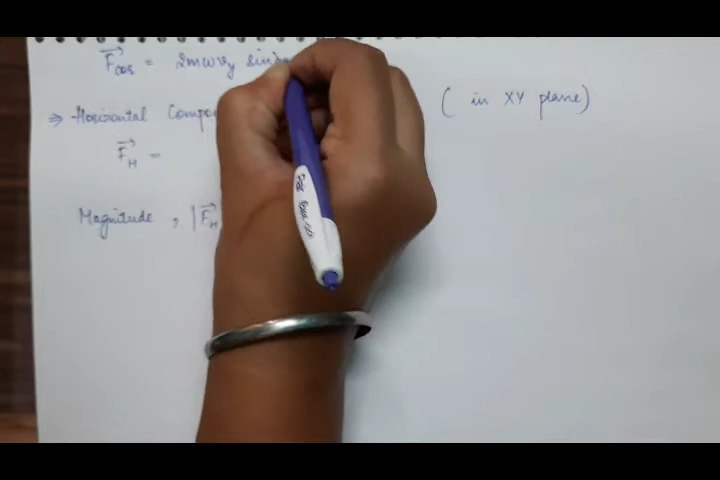 F⃗cos = 2mωvy sin
⇒ Horizontal Compo (in XY plane)
F⃗H =
Magnitude, |F⃗H